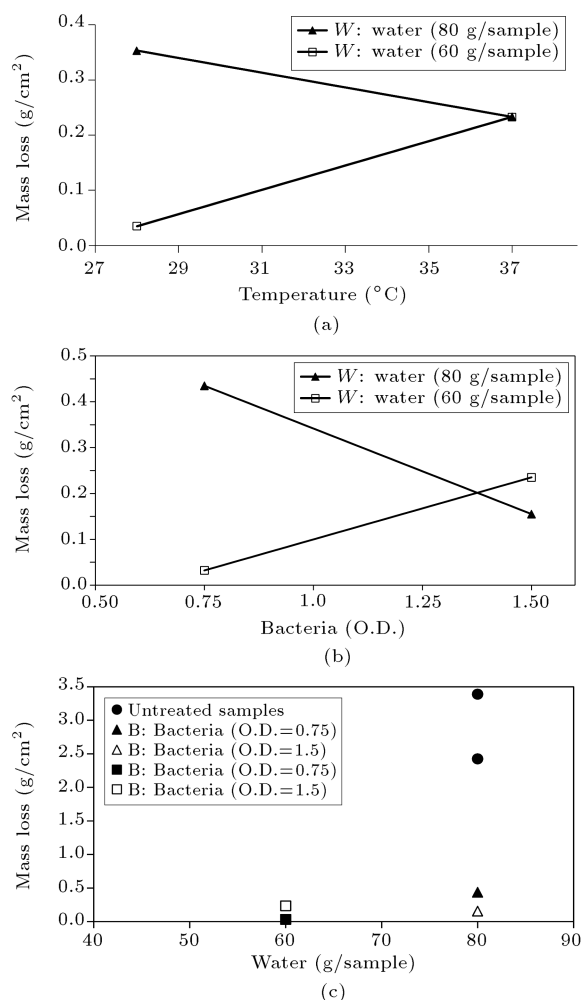 0.4
0.3
0.2
0.1
0.0
Mass loss (g/cm²)
W: water (80 g/sample)
W: water (60 g/sample)
27 29 31 33 35 37
Temperature (°C)
(a)
0.5
0.4
0.3
0.2
0.1
0.0
Mass loss (g/cm²)
W: water (80 g/sample)
W: water (60 g/sample)
0.50 0.75 1.0 1.25 1.50
Bacteria (O.D.)
(b)
3.5
3.0
2.5
2.0
1.5
1.0
0.5
0.0
Mass loss (g/cm²)
Untreated samples
B: Bacteria (O.D.=0.75)
B: Bacteria (O.D.=1.5)
B: Bacteria (O.D.=0.75)
B: Bacteria (O.D.=1.5)
40 50 60 70 80 90
Water (g/sample)
(c)